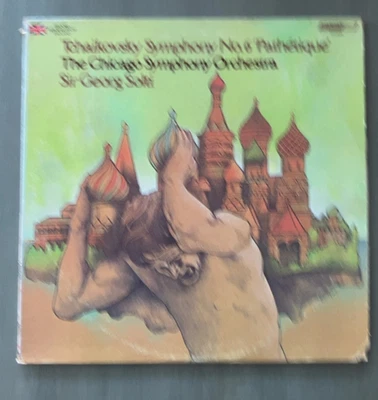 Tchaikovsky Symphony No. 6 'Pathétique'
The Chicago Symphony Orchestra
Sir Georg Solti